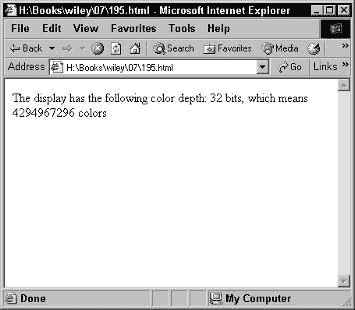 H:\Books\wiley\07\195.html - Microsoft Internet Explorer
File Edit View Favorites Tools Help
Back Search Favorites Media »
Address H:\Books\wiley\07\195.html Go Links »
The display has the following color depth: 32 bits, which means
4294967296 colors
Done My Computer